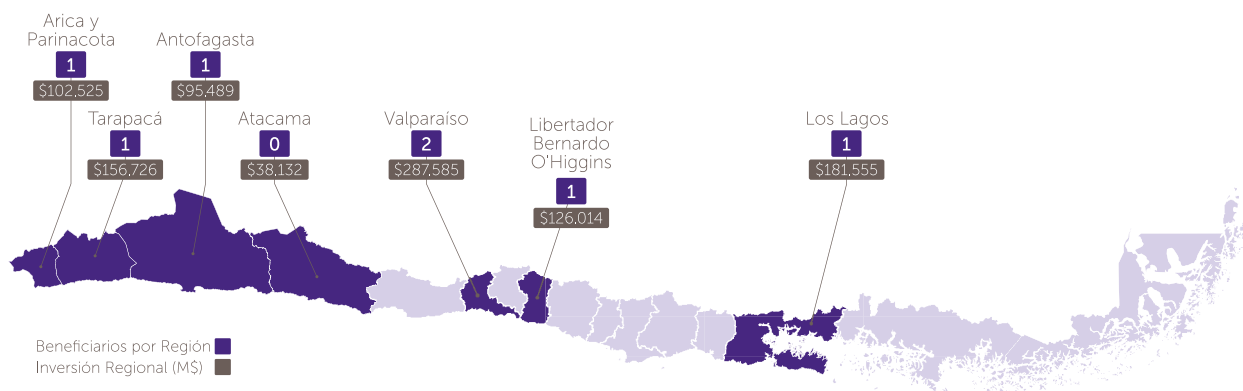 Arica y
Parinacota
1
$102,525
Tarapacá
1
$156,726
Antofagasta
1
$95,489
Atacama
0
$38,132
Valparaíso
2
$287,585
Libertador
Bernardo
O'Higgins
1
$126,014
Los Lagos
1
$181,555
Beneficiarios por Región
Inversión Regional (M$)